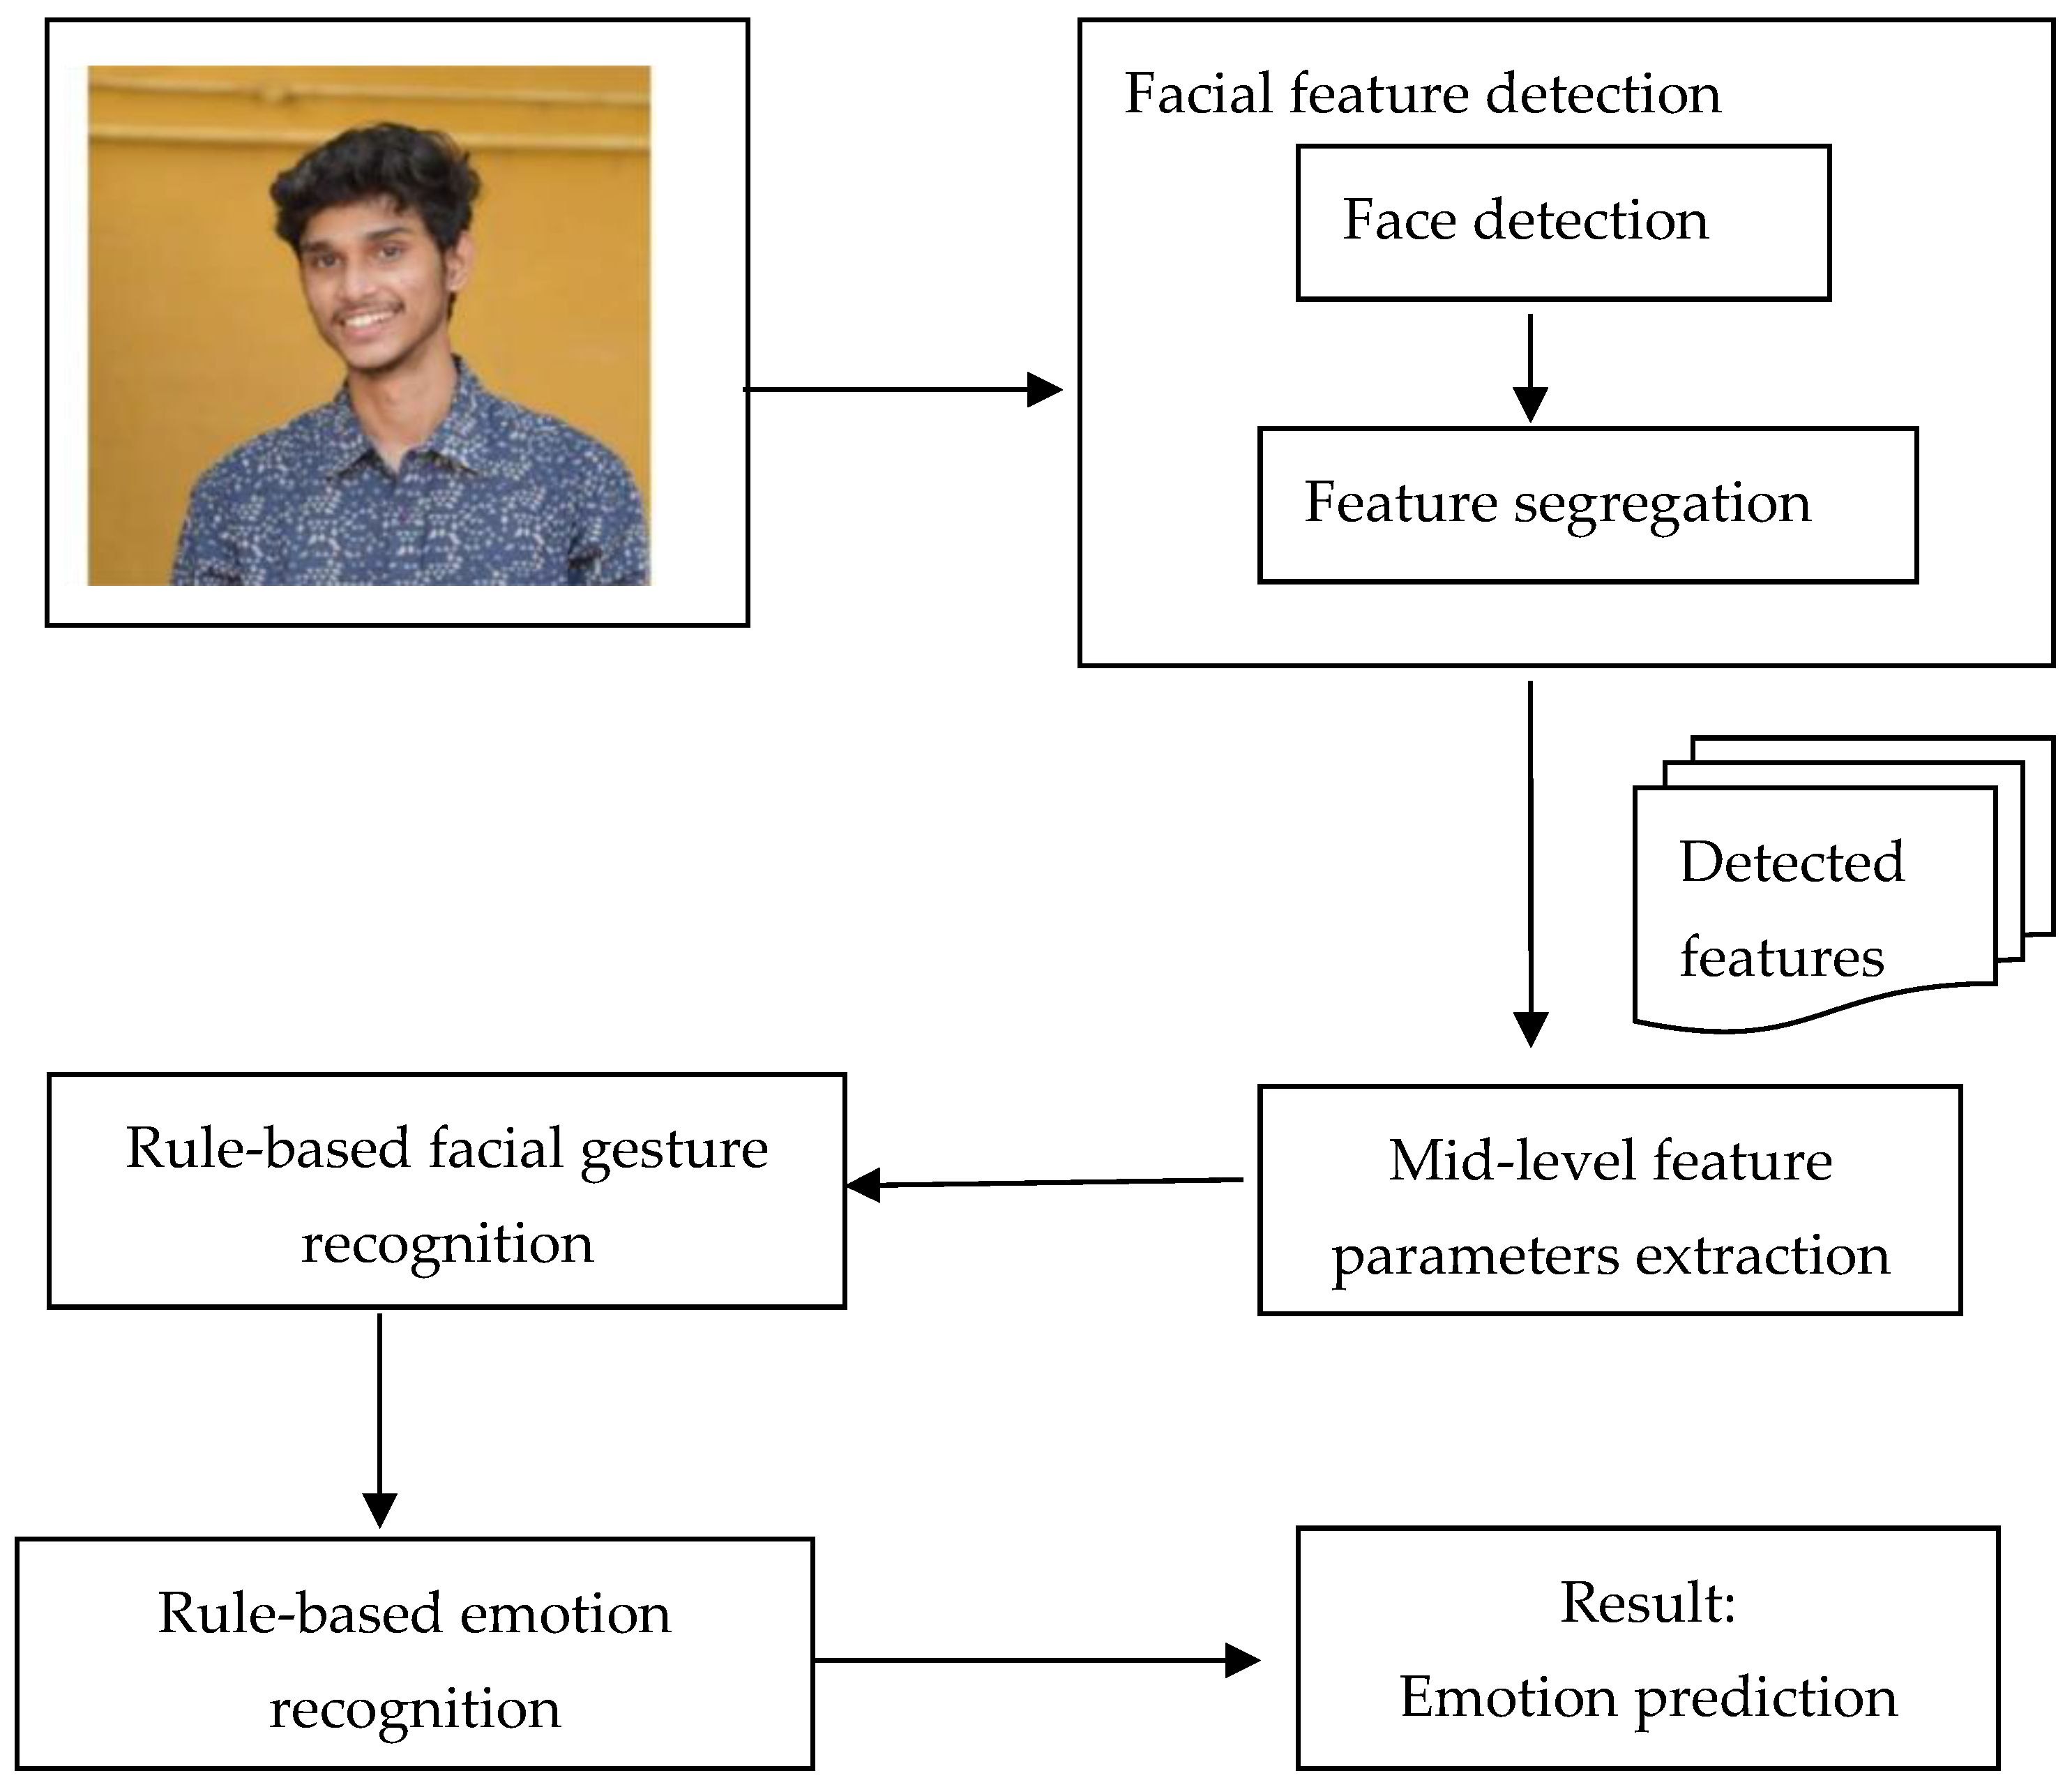 Facial feature detection
Face detection
Feature segregation
Detected
features
Mid-level feature
parameters extraction
Rule-based facial gesture
recognition
Rule-based emotion
recognition
Result:
Emotion prediction